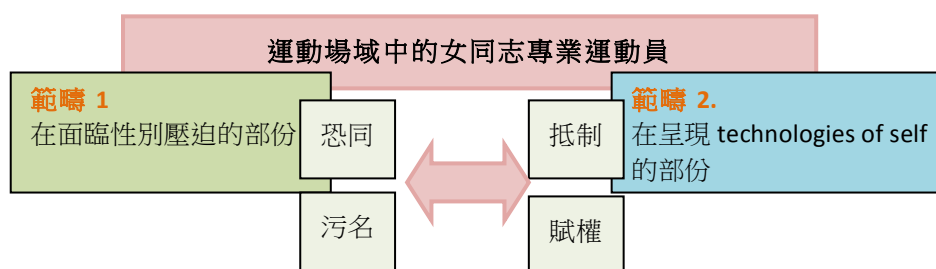 運動場域中的女同志專業運動員
範疇 1
在面臨性別壓迫的部份
恐同
污名
抵制
賦權
範疇 2.
在呈現 technologies of self
的部份